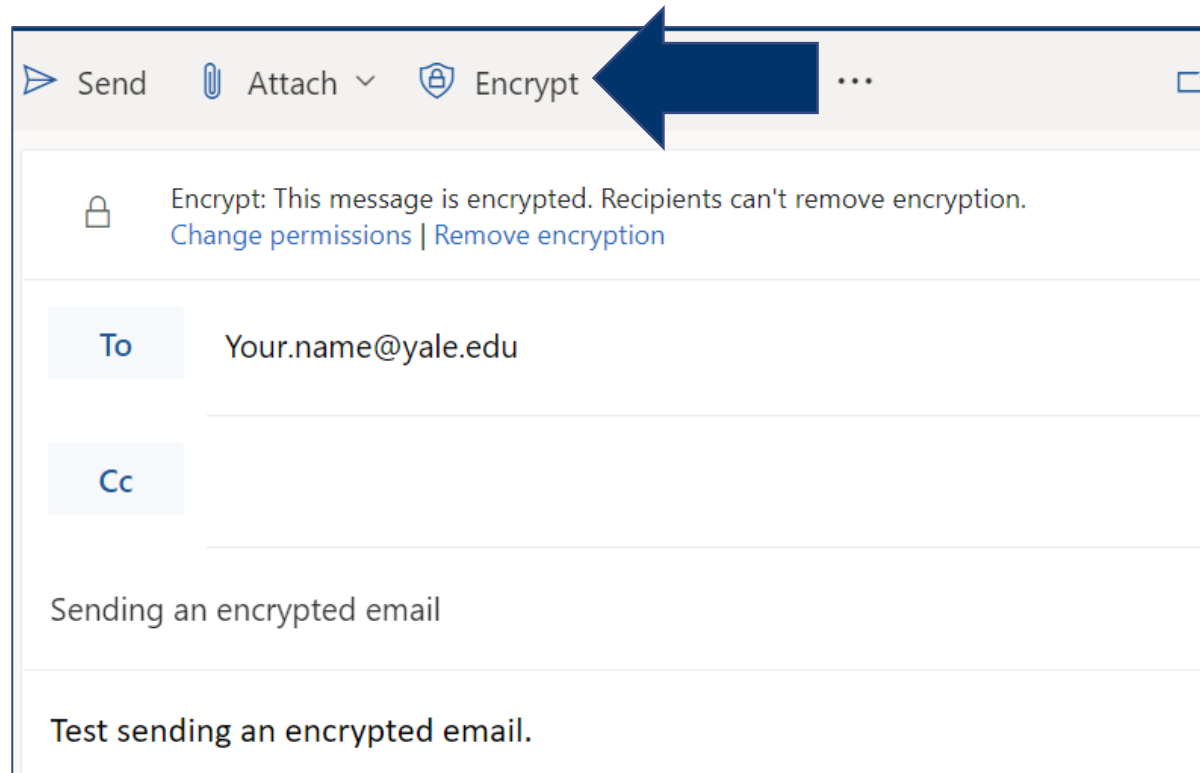 Send Attach Encrypt ...
Encrypt: This message is encrypted. Recipients can't remove encryption.
Change permissions | Remove encryption
To Your.name@yale.edu
Cc
Sending an encrypted email
Test sending an encrypted email.